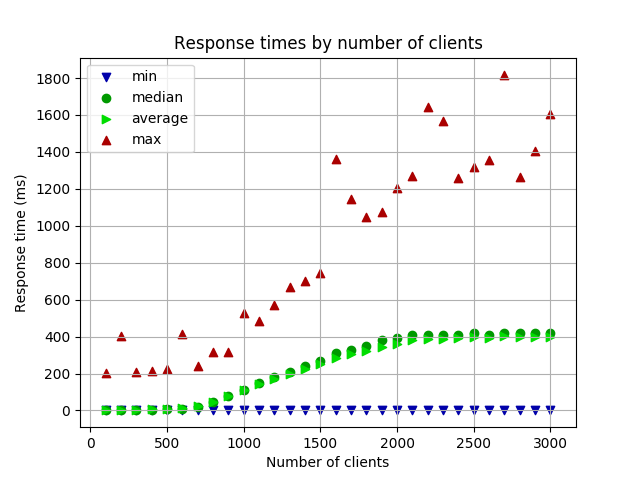 Response times by number of clients
min
median
average
max
Response time (ms)
1800
1600
1400
1200
1000
800
600
400
200
0
0 500 1000 1500 2000 2500 3000
Number of clients